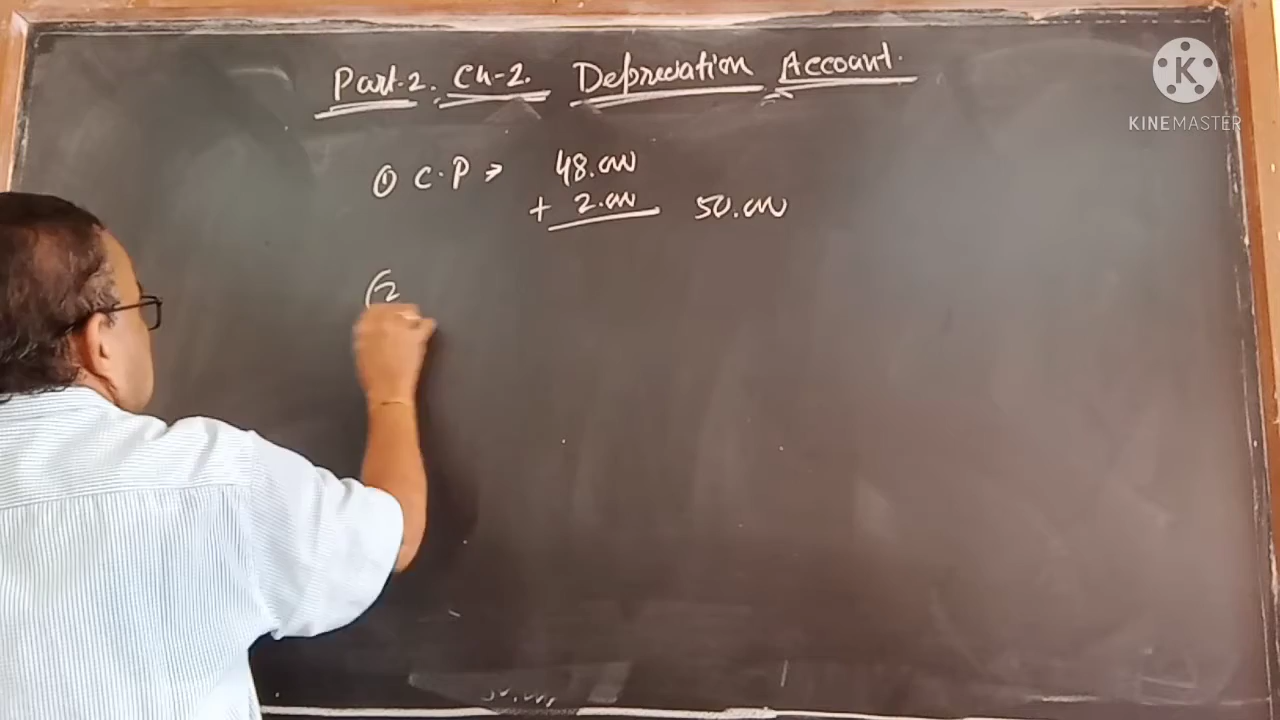 Part-2. Ch-2. Depreciation Account.
① C.P → 48.000
+ 2.000 50.000
(2
KINEMASTER